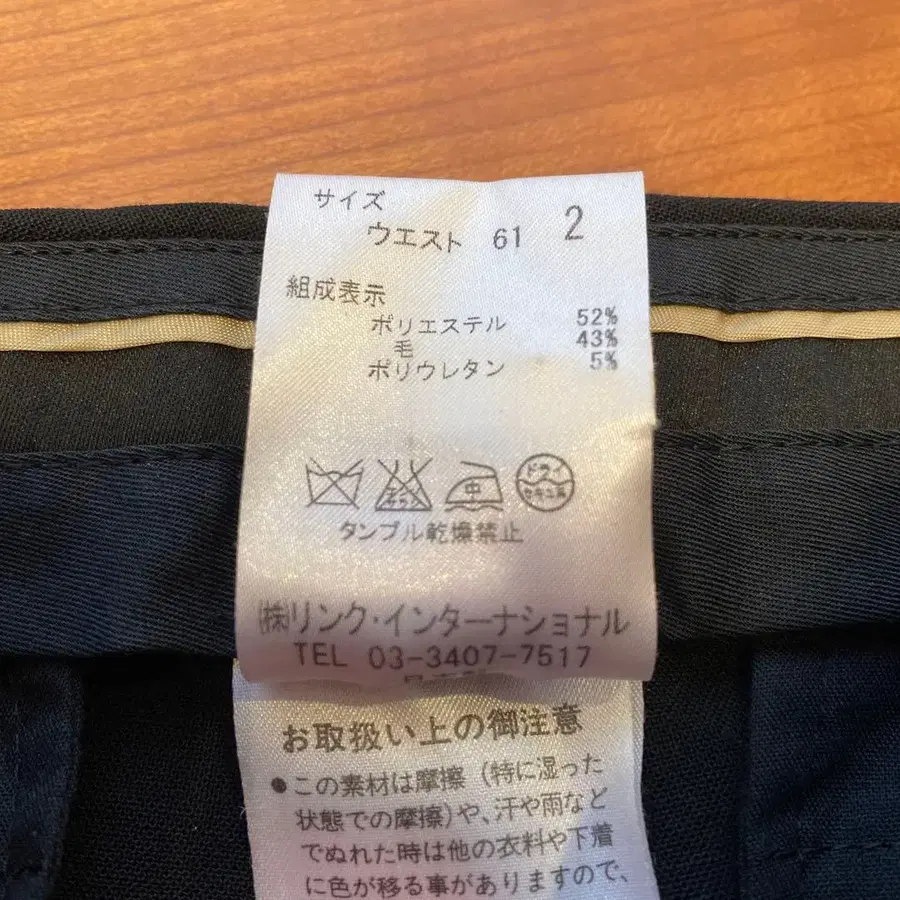 サイズ
ウエスト 61 2
組成表示
ポリエステル 52%
毛 43%
ポリウレタン 5%
中 ドライ
タンブル乾燥禁止
(株)リンク・インターナショナル
TEL 03-3407-7517
お取扱い上の御注意
●この素材は摩擦(特に湿った
状態での摩擦)や、汗や雨など
でぬれた時は他の衣料や下着
に色が移る事がありますので、